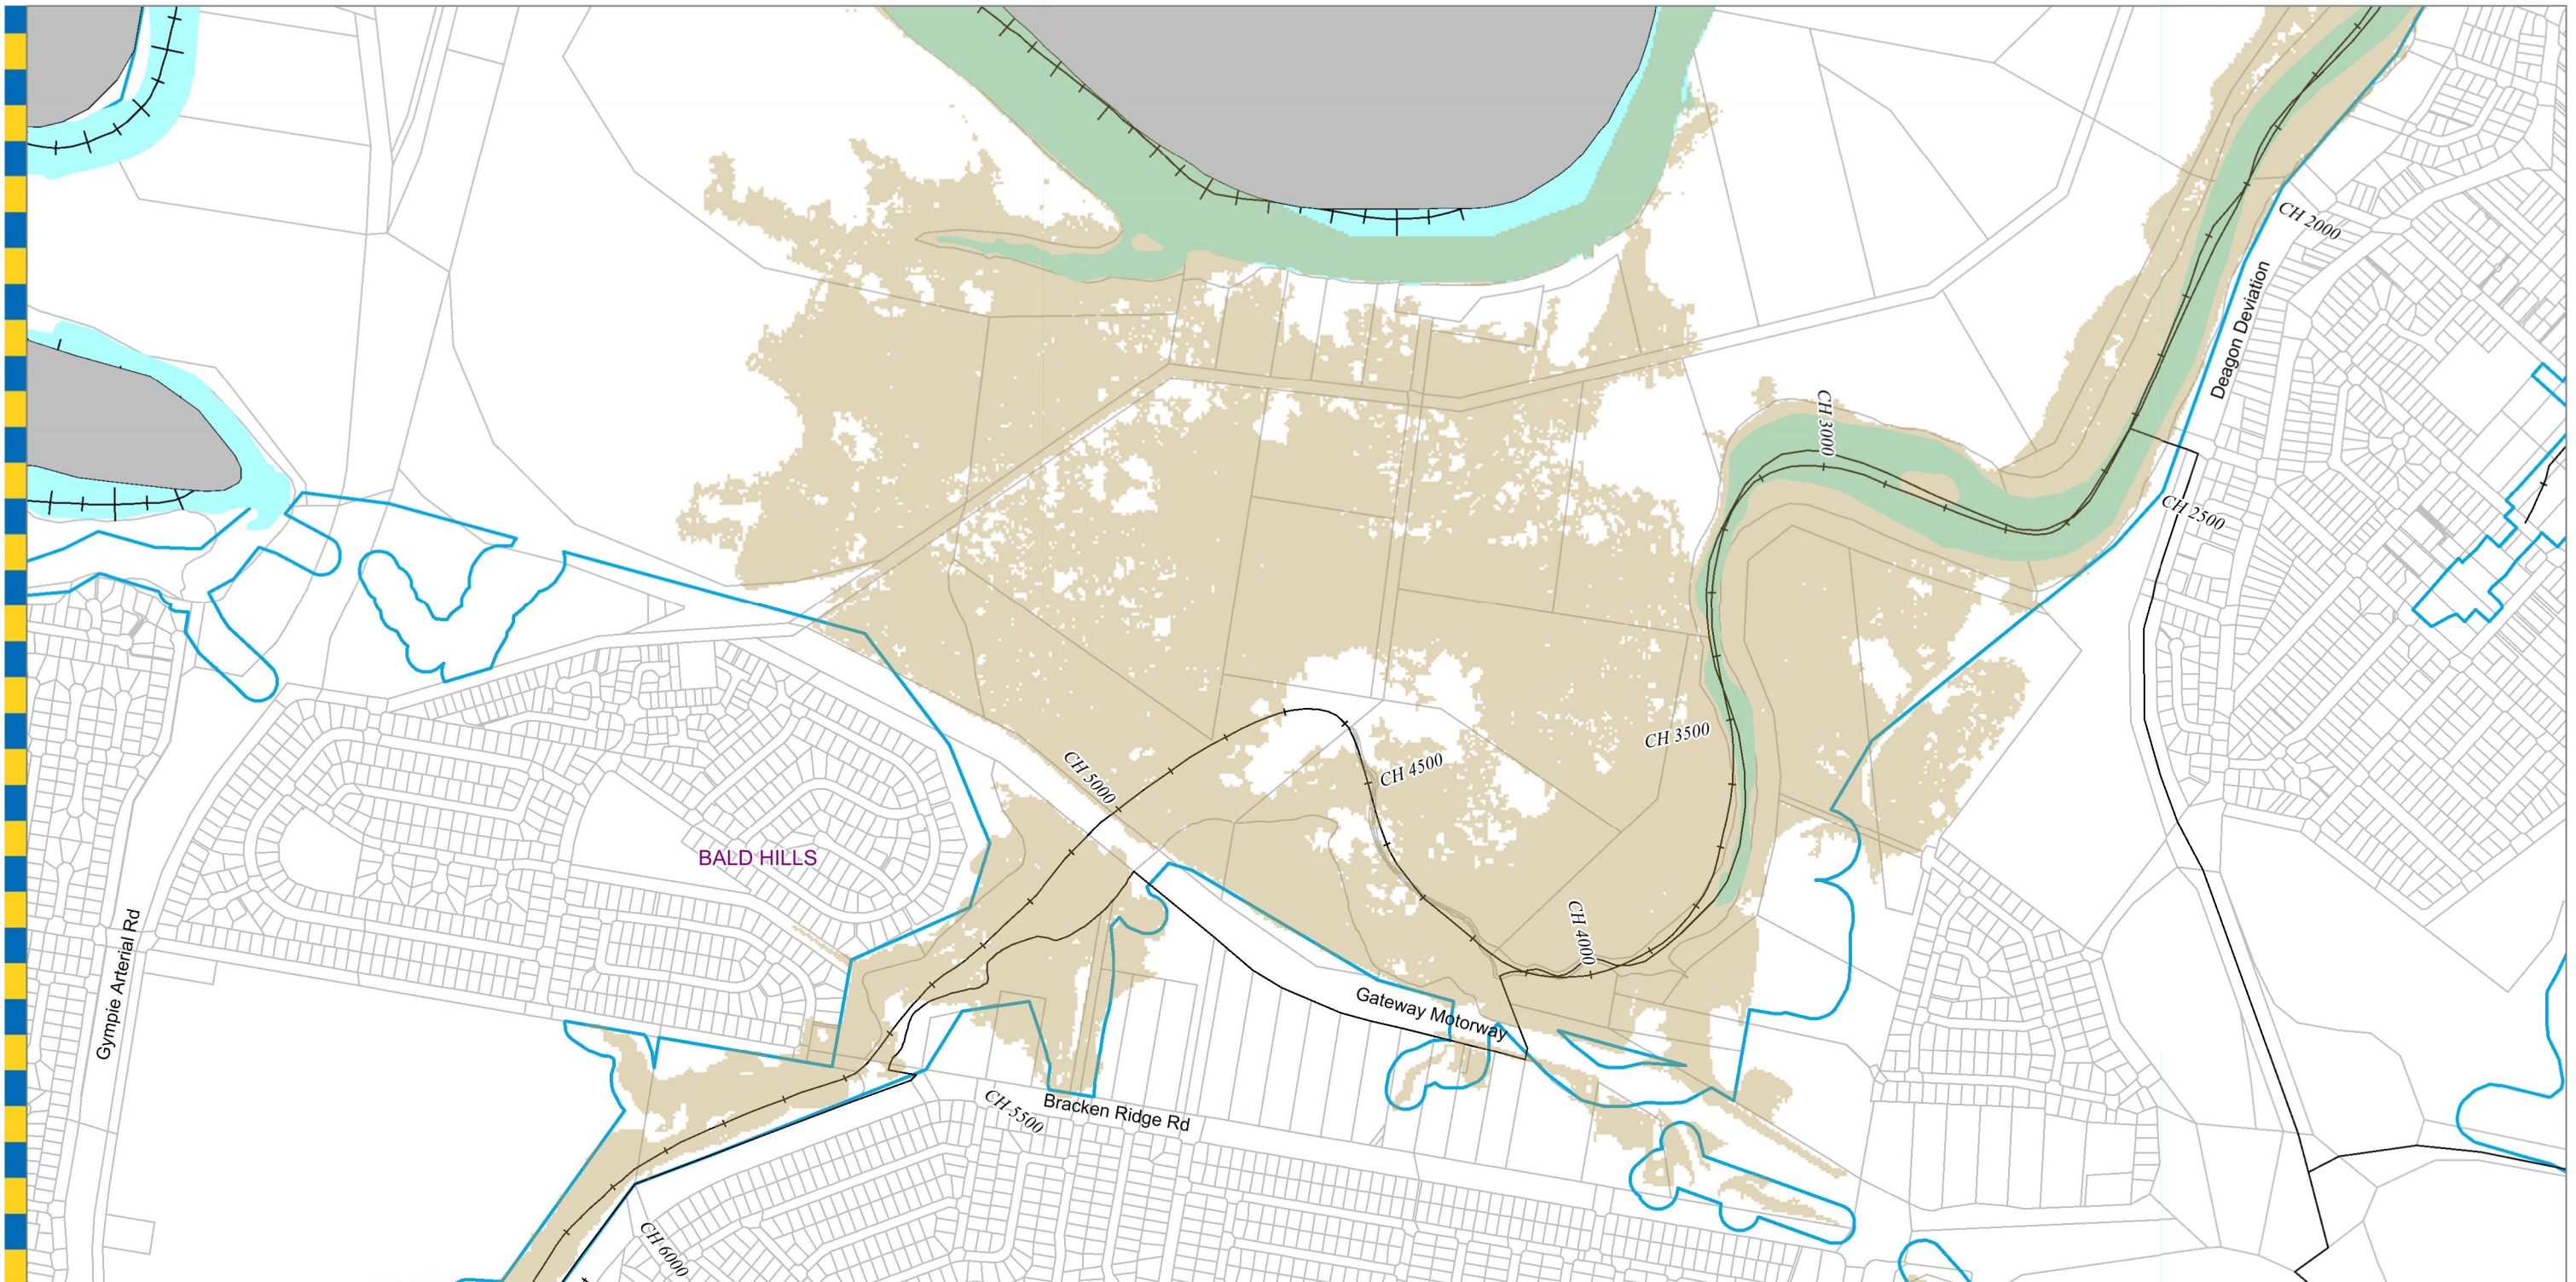 CH 2000
Deagon Deviation
CH 3000
CH 2500
CH 3500
CH 4500
CH 5000
BALD HILLS
CH 4000
Gympie Arterial Rd
Gateway Motorway
CH 5500
Bracken Ridge Rd
CH 6000